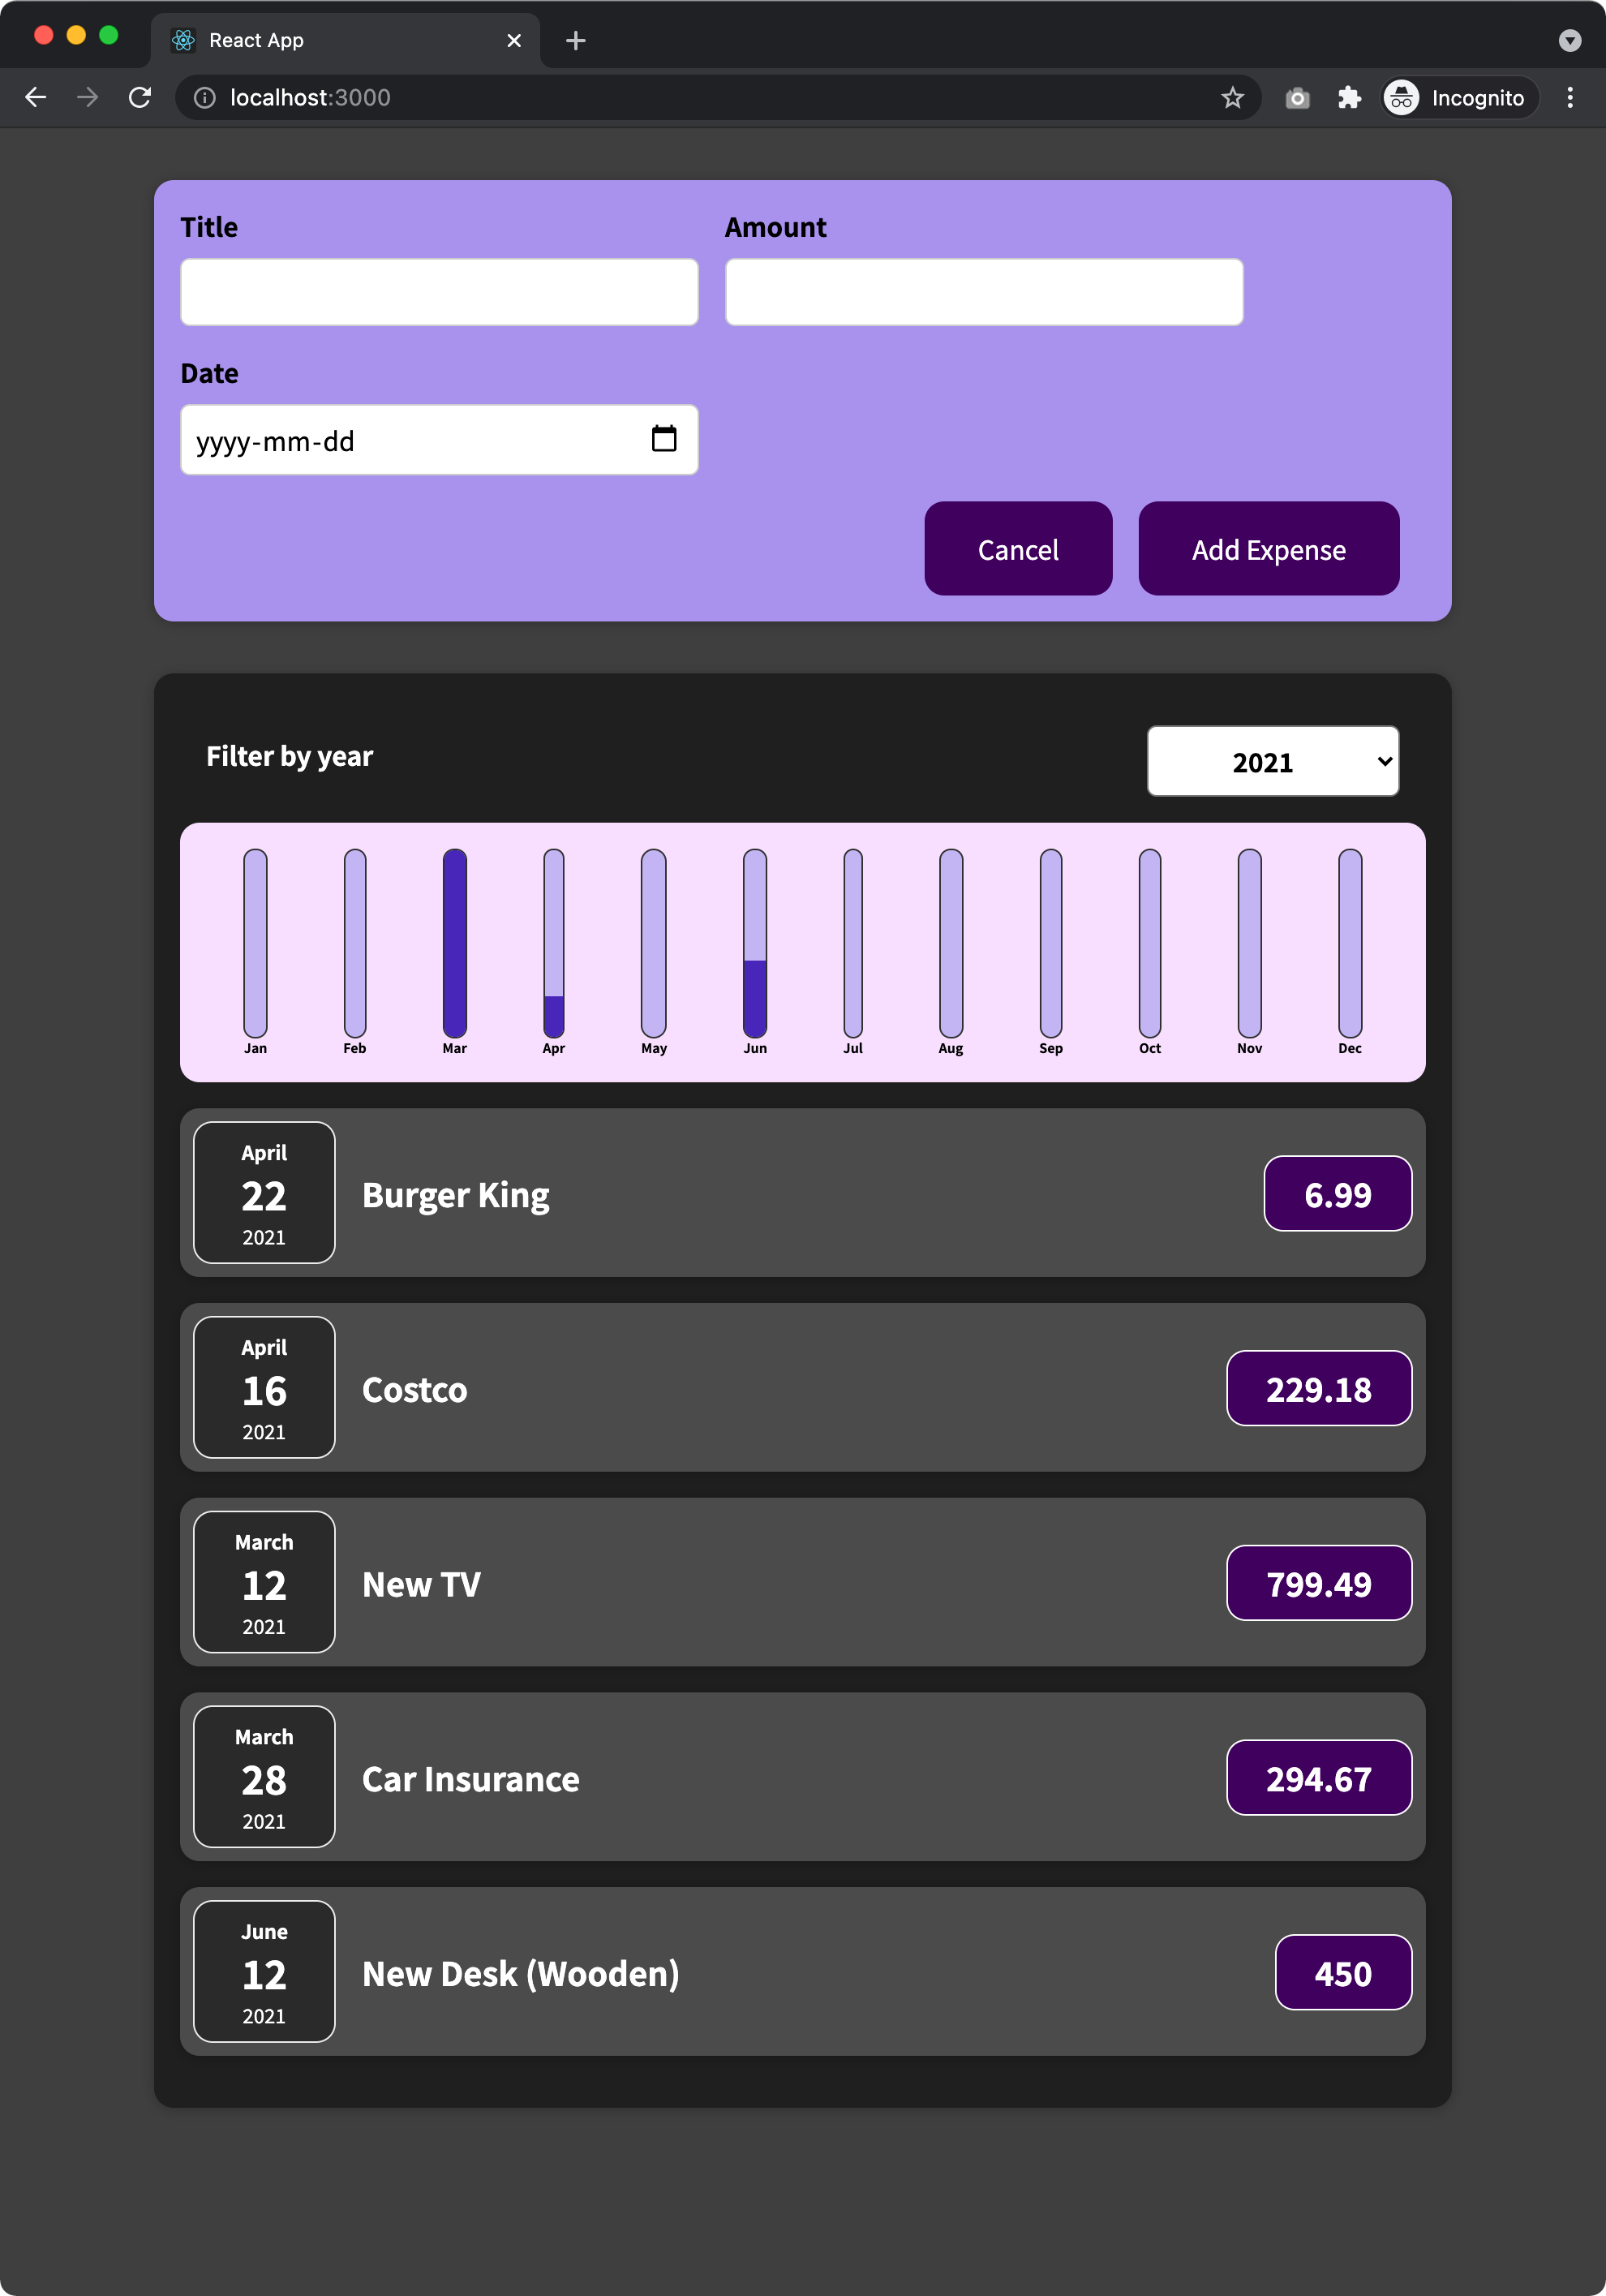 React App
localhost:3000
Incognito
Title Amount
Date
yyyy-mm-dd
Cancel Add Expense
Filter by year 2021
Jan Feb Mar Apr May Jun Jul Aug Sep Oct Nov Dec
April
22
2021
Burger King
6.99
April
16
2021
Costco
229.18
March
12
2021
New TV
799.49
March
28
2021
Car Insurance
294.67
June
12
2021
New Desk (Wooden)
450